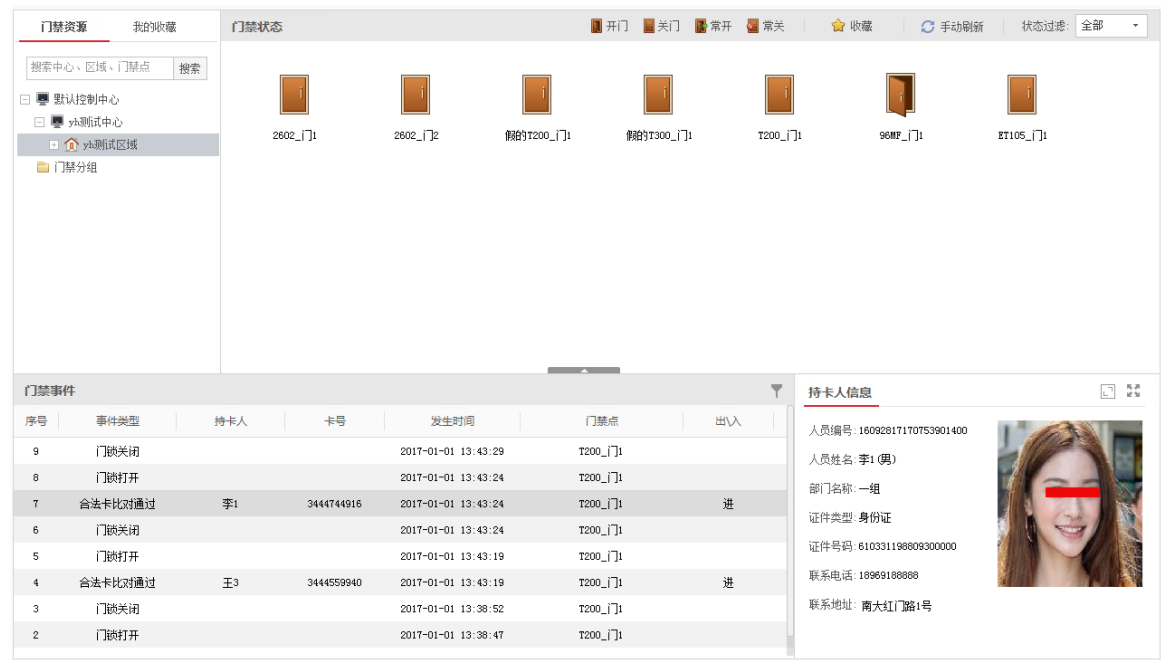 门禁资源 我的收藏
搜索中心、区域、门禁点 搜索
默认控制中心
yh测试中心
yh测试区域
门禁分组
门禁状态 开门 关门 常开 常关 收藏 手动刷新 状态过滤: 全部
2602_门1 2602_门2 假的T200_门1 假的T300_门1 T200_门1 96MF_门1 ET105_门1
门禁事件
序号 事件类型 持卡人 卡号 发生时间 门禁点 出\入
9 门锁关闭 2017-01-01 13:43:29 T200_门1
8 门锁打开 2017-01-01 13:43:24 T200_门1
7 合法卡比对通过 李1 3444744916 2017-01-01 13:43:24 T200_门1 进
6 门锁关闭 2017-01-01 13:43:24 T200_门1
5 门锁打开 2017-01-01 13:43:19 T200_门1
4 合法卡比对通过 王3 3444559940 2017-01-01 13:43:19 T200_门1 进
3 门锁关闭 2017-01-01 13:38:52 T200_门1
2 门锁打开 2017-01-01 13:38:47 T200_门1
持卡人信息
人员编号: 16092817170753901400
人员姓名: 李1 (男)
部门名称: 一组
证件类型: 身份证
证件号码: 610331198809300000
联系电话: 18969188888
联系地址: 南大红门路1号